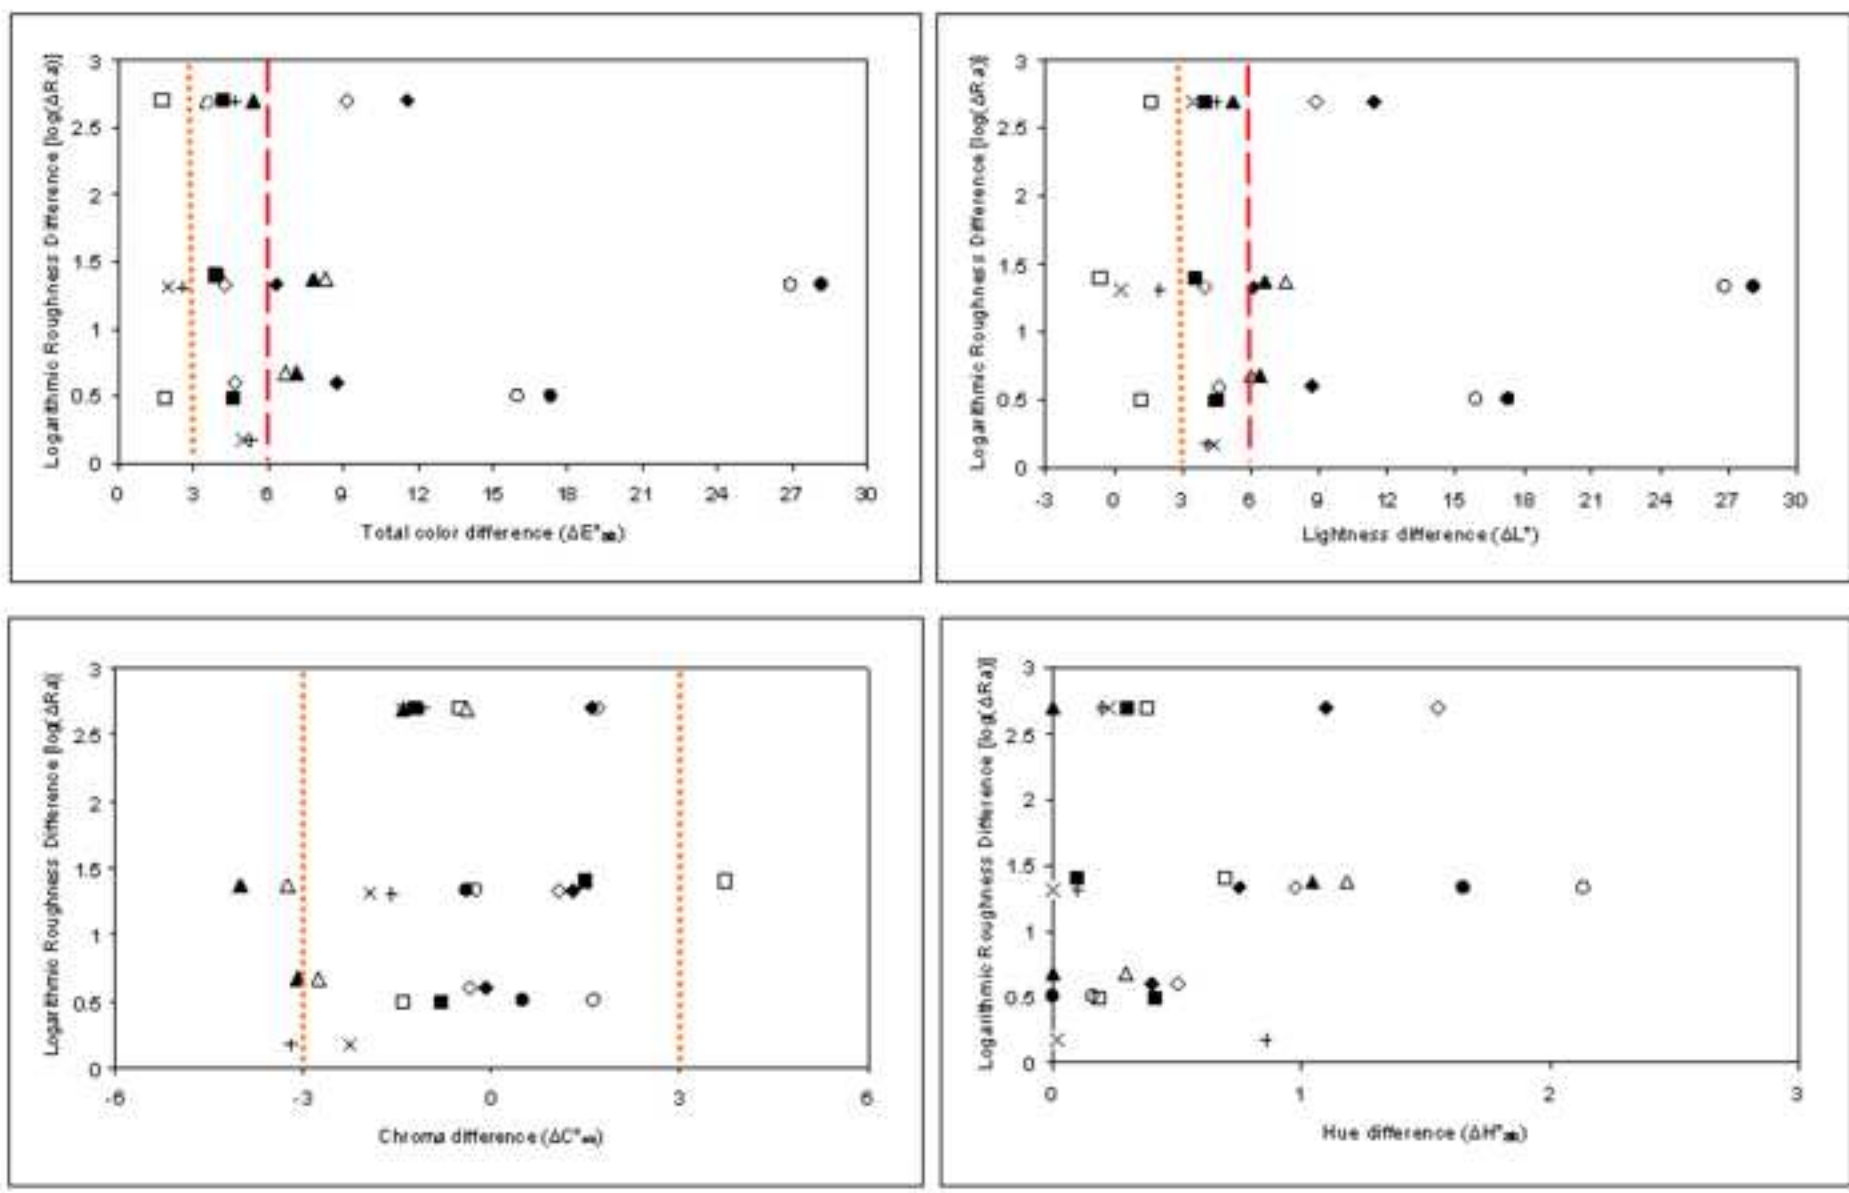 Logarithmic Roughness Difference [log(ΔRa)]
3
2.5
2
1.5
1
0.5
0
0 3 6 9 12 15 18 21 24 27 30
Total color difference (ΔE*ab)
Logarithmic Roughness Difference [log(ΔRa)]
3
2.5
2
1.5
1
0.5
0
-3 0 3 6 9 12 15 18 21 24 27 30
Lightness difference (ΔL*)
Logarithmic Roughness Difference [log(ΔRa)]
3
2.5
2
1.5
1
0.5
0
-6 -3 0 3 6
Chroma difference (ΔC*ab)
Logarithmic Roughness Difference [log(ΔRa)]
3
2.5
2
1.5
1
0.5
0
0 1 2 3
Hue difference (ΔH*ab)